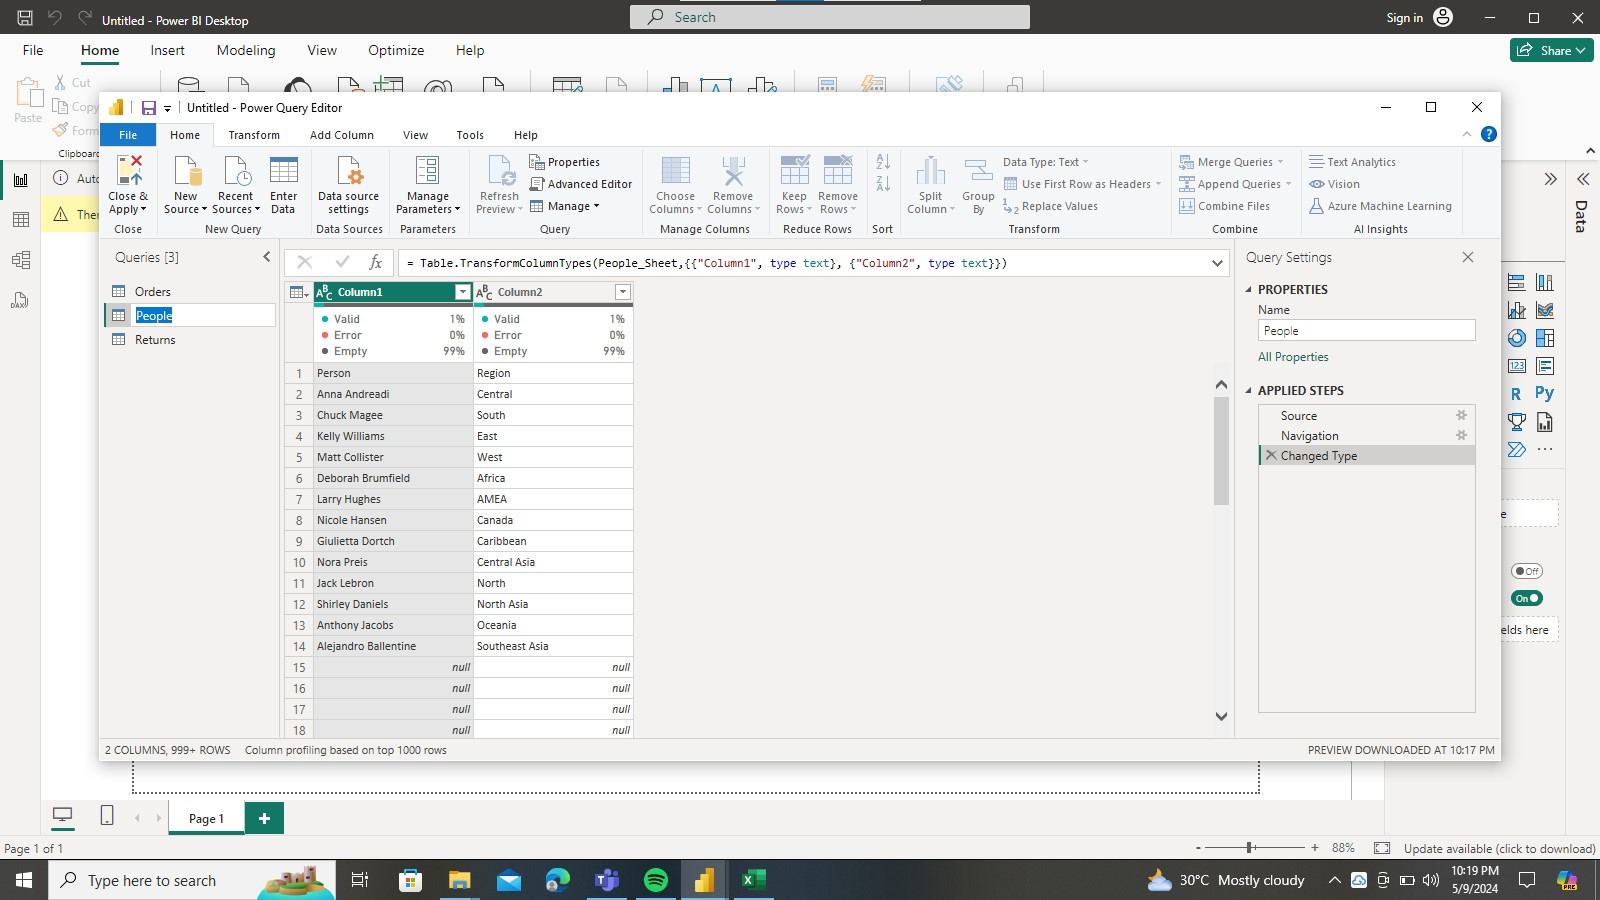 Untitled - Power BI Desktop
Search
Sign in
File Home Insert Modeling View Optimize Help
Share
Paste
Cut
Copy
Form
Clipboard
Auto
Untitled - Power Query Editor
File Home Transform Add Column View Tools Help
Close & Apply
Close
New Source
Recent Sources
Enter Data
New Query
Data source settings
Data Sources
Manage Parameters
Parameters
Refresh Preview
Properties
Advanced Editor
Manage
Query
Choose Columns
Remove Columns
Manage Columns
Keep Rows
Remove Rows
Reduce Rows
Sort
Split Column
Group By
Data Type: Text
Use First Row as Headers
Replace Values
Transform
Merge Queries
Append Queries
Combine Files
Combine
Text Analytics
Vision
Azure Machine Learning
AI Insights
Data
Queries [3]
Orders
People
Returns
fx = Table.TransformColumnTypes(People_Sheet,{{"Column1", type text}, {"Column2", type text}})
ABC Column1 ABC Column2
Valid 1% Valid 1%
Error 0% Error 0%
Empty 99% Empty 99%
1 Person Region
2 Anna Andreadi Central
3 Chuck Magee South
4 Kelly Williams East
5 Matt Collister West
6 Deborah Brumfield Africa
7 Larry Hughes AMEA
8 Nicole Hansen Canada
9 Giulietta Dortch Caribbean
10 Nora Preis Central Asia
11 Jack Lebron North
12 Shirley Daniels North Asia
13 Anthony Jacobs Oceania
14 Alejandro Ballentine Southeast Asia
15 null null
16 null null
17 null null
18 null null
Query Settings
PROPERTIES
Name
People
All Properties
APPLIED STEPS
Source
Navigation
Changed Type
123
R Py
Off
On
elds here
2 COLUMNS, 999+ ROWS Column profiling based on top 1000 rows
PREVIEW DOWNLOADED AT 10:17 PM
Page 1
Page 1 of 1
- + 88%
Update available (click to download)
Type here to search
30°C Mostly cloudy
10:19 PM
5/9/2024
PRE